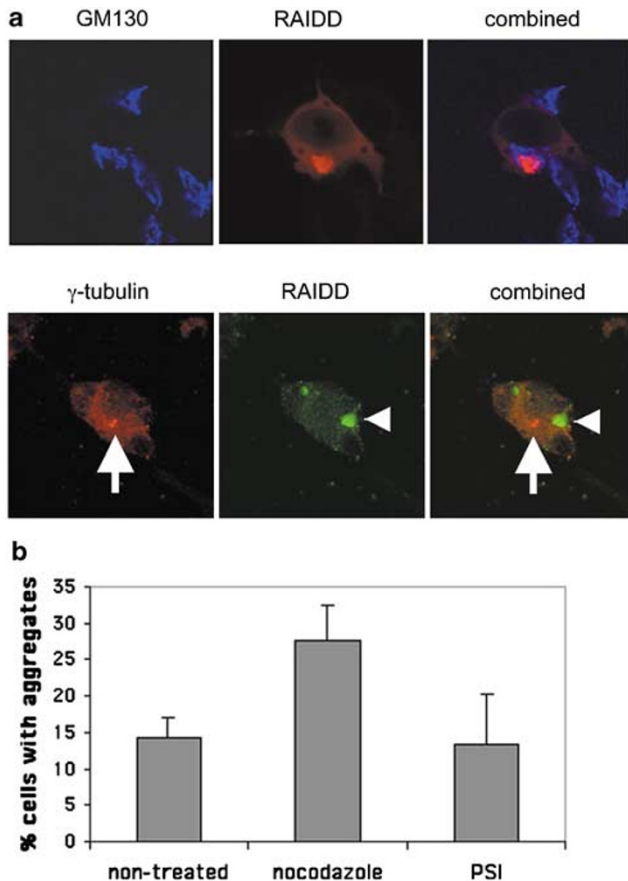 a
GM130 RAIDD combined
γ-tubulin RAIDD combined
b
% cells with aggregates
35
30
25
20
15
10
5
0
non-treated nocodazole PSI